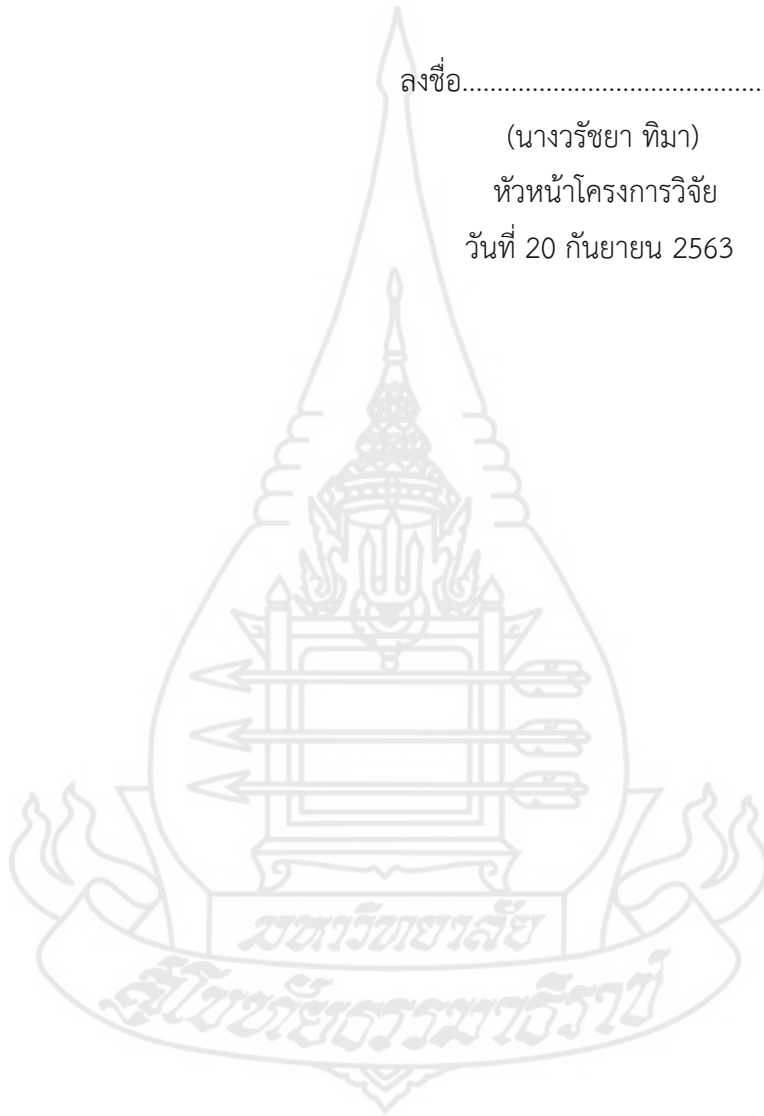 ลงชื่อ..........................................
(นางวรัชยา ทิมา)
หัวหน้าโครงการวิจัย
วันที่ 20 กันยายน 2563
มหาวิทยาลัย
สุโขทัยธรรมาธิราช